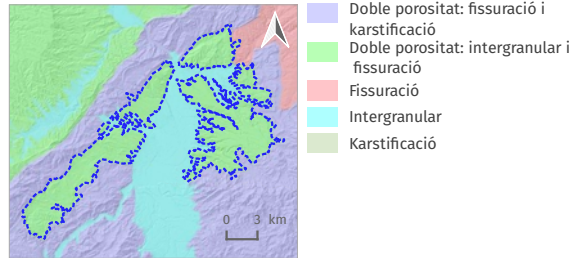 Doble porositat: fissuració i
karstificació
Doble porositat: intergranular i
fissuració
Fissuració
Intergranular
Karstificació
0 3 km